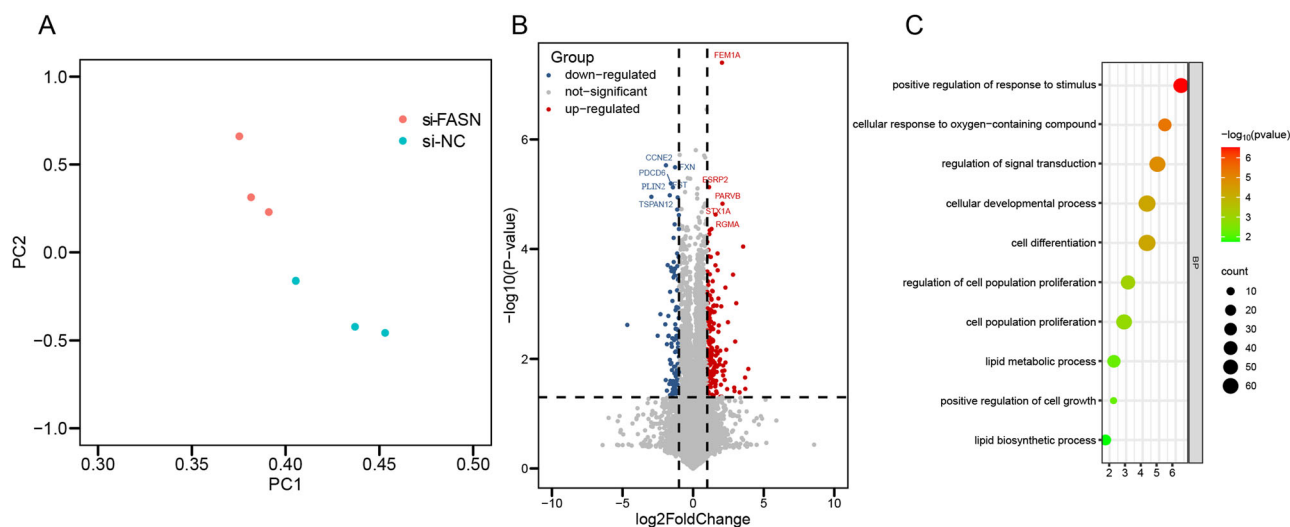 A
1.0
0.5
0.0
−0.5
−1.0
PC2
0.30
0.35
0.40
0.45
0.50
PC1
si-FASN
si-NC
B
Group
down-regulated
not-significant
up-regulated
FEM1A
CCNE2
FXN
PDCD6
PLIN2
TSPAN12
ESRP2
PARVB
STX1A
RGMA
6
4
2
0
−log10(P−value)
−10
−5
0
5
10
log2FoldChange
C
positive regulation of response to stimulus
cellular response to oxygen-containing compound
regulation of signal transduction
cellular developmental process
cell differentiation
regulation of cell population proliferation
cell population proliferation
lipid metabolic process
positive regulation of cell growth
lipid biosynthetic process
2 3 4 5 6
BP
−log10(pvalue)
6
5
4
3
2
count
10
20
30
40
50
60